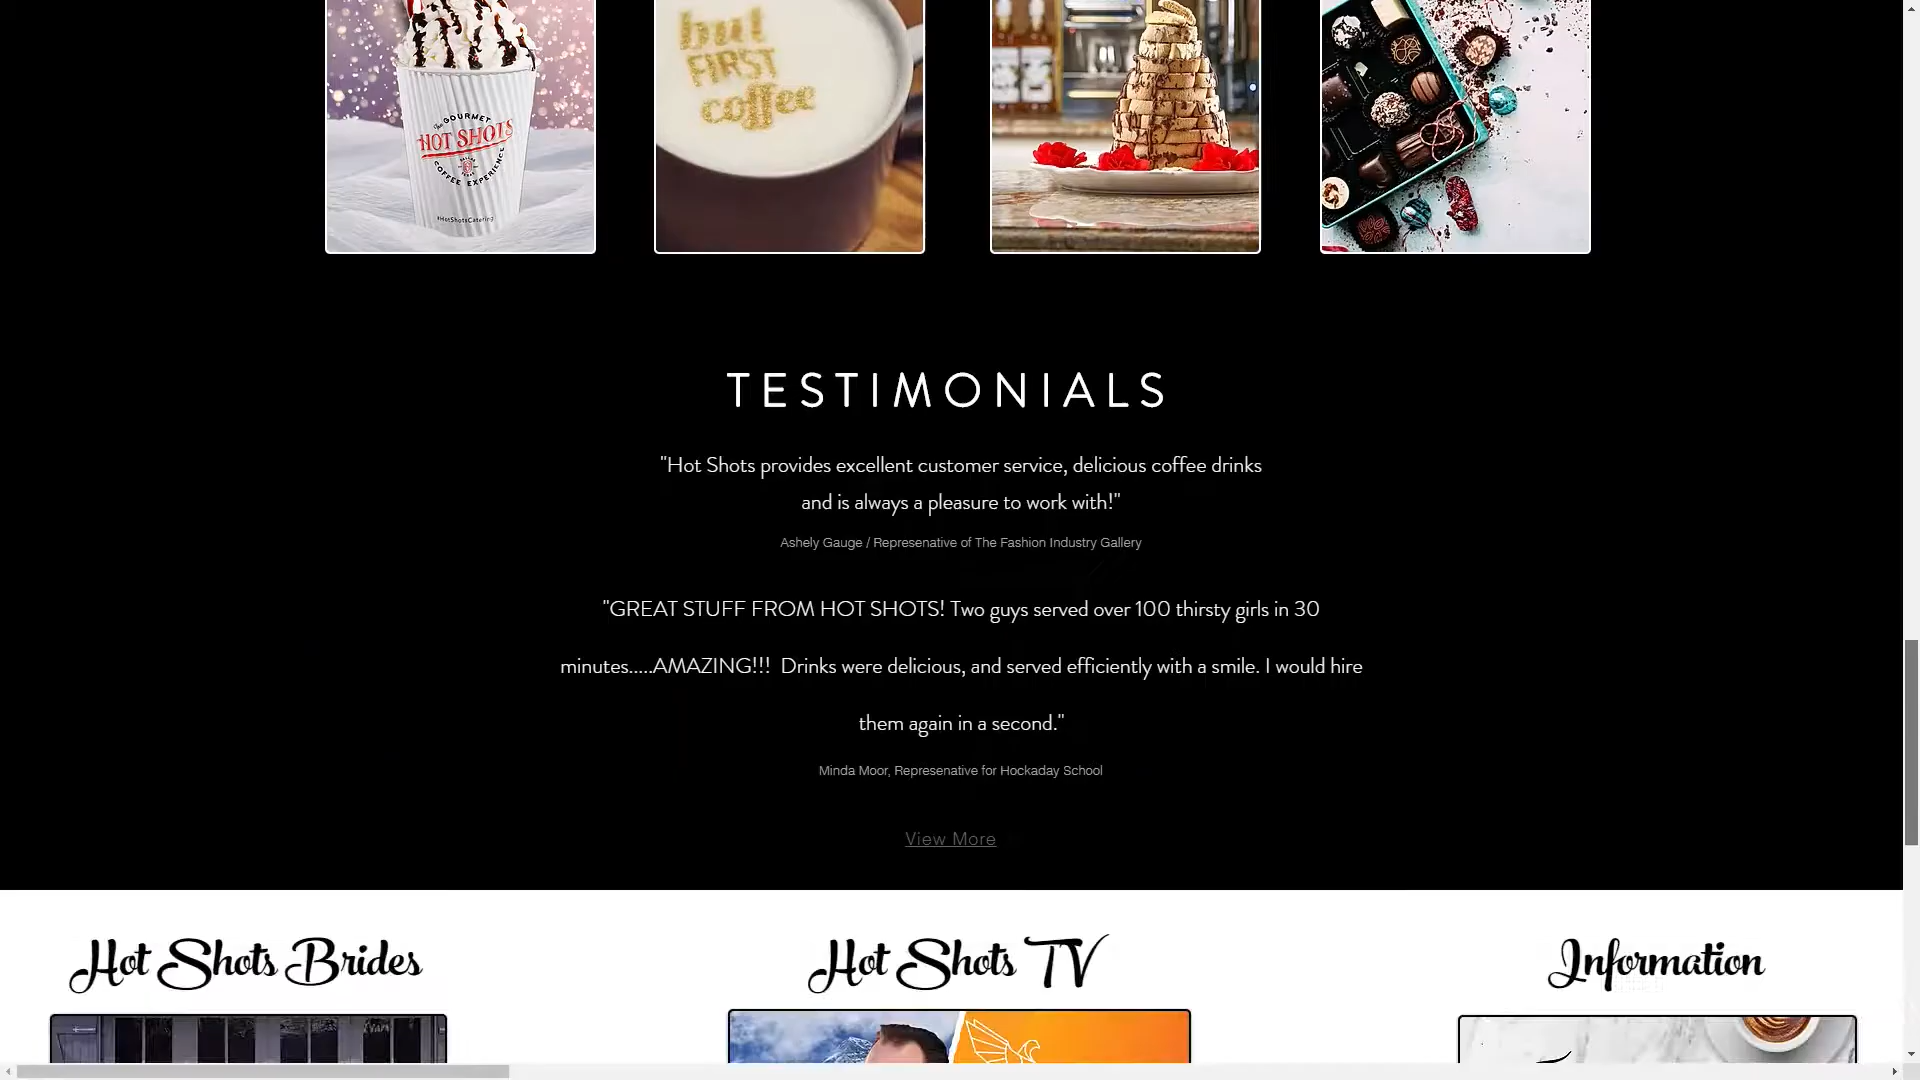 The GOURMET
HOT SHOTS
DALLAS
TEXAS
COFFEE EXPERIENCE
#HotShotsCatering
but
FIRST
coffee
TESTIMONIALS
"Hot Shots provides excellent customer service, delicious coffee drinks
and is always a pleasure to work with!"
Ashely Gauge / Represenative of The Fashion Industry Gallery
"GREAT STUFF FROM HOT SHOTS! Two guys served over 100 thirsty girls in 30
minutes.....AMAZING!!!  Drinks were delicious, and served efficiently with a smile. I would hire
them again in a second."
Minda Moor, Represenative for Hockaday School
View More
Hot Shots Brides
Hot Shots TV
Information